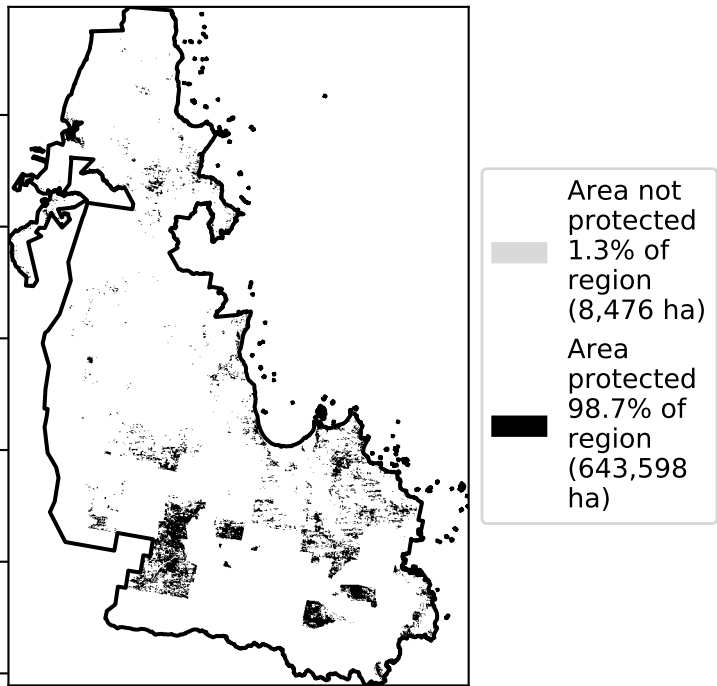 Area not
protected
1.3% of
region
(8,476 ha)
Area
protected
98.7% of
region
(643,598
ha)